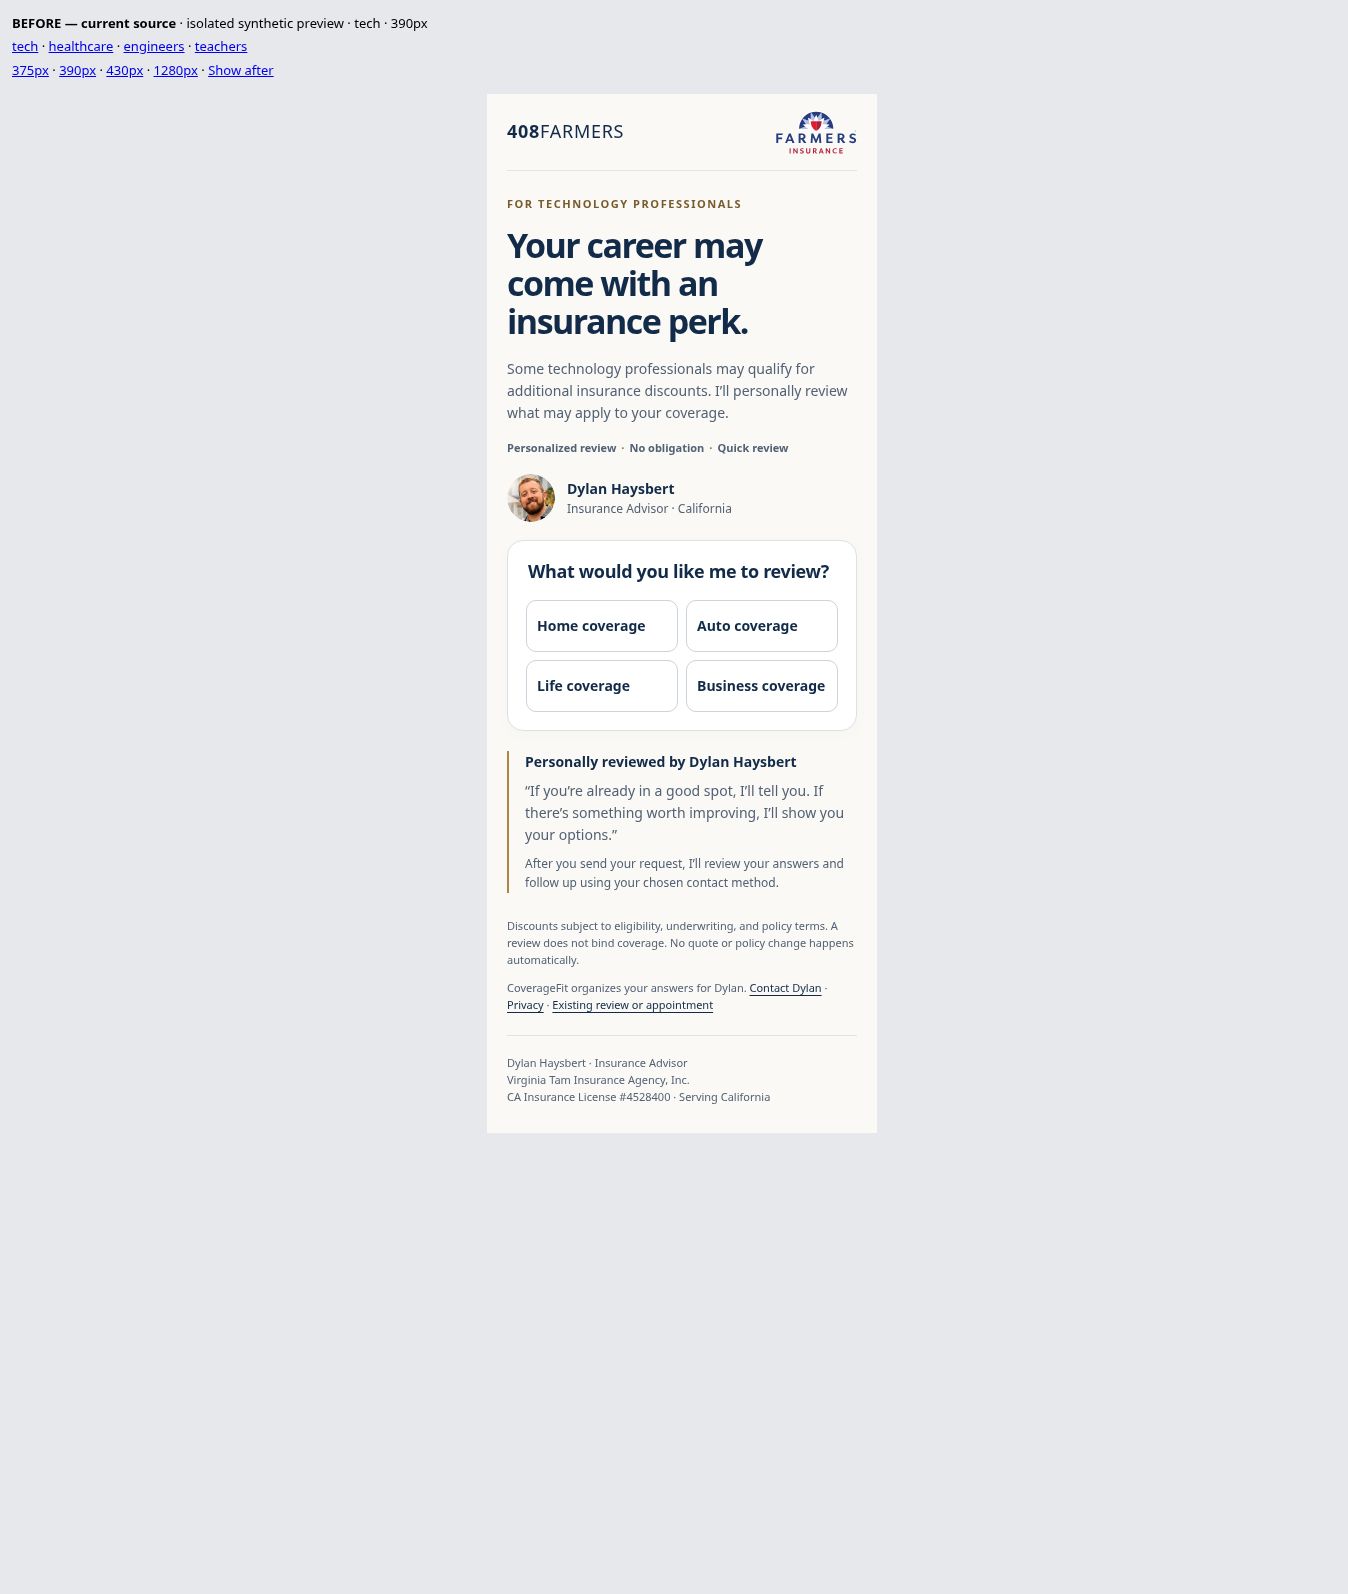 BEFORE — current source · isolated synthetic preview · tech · 390px
tech · healthcare · engineers · teachers
375px · 390px · 430px · 1280px · Show after
408FARMERS
FARMERS
INSURANCE
FOR TECHNOLOGY PROFESSIONALS
Your career may
come with an
insurance perk.
Some technology professionals may qualify for
additional insurance discounts. I’ll personally review
what may apply to your coverage.
Personalized review · No obligation · Quick review
Dylan Haysbert
Insurance Advisor · California
What would you like me to review?
Home coverage
Auto coverage
Life coverage
Business coverage
Personally reviewed by Dylan Haysbert
“If you’re already in a good spot, I’ll tell you. If
there’s something worth improving, I’ll show you
your options.”
After you send your request, I’ll review your answers and
follow up using your chosen contact method.
Discounts subject to eligibility, underwriting, and policy terms. A
review does not bind coverage. No quote or policy change happens
automatically.
CoverageFit organizes your answers for Dylan. Contact Dylan ·
Privacy · Existing review or appointment
Dylan Haysbert · Insurance Advisor
Virginia Tam Insurance Agency, Inc.
CA Insurance License #4528400 · Serving California